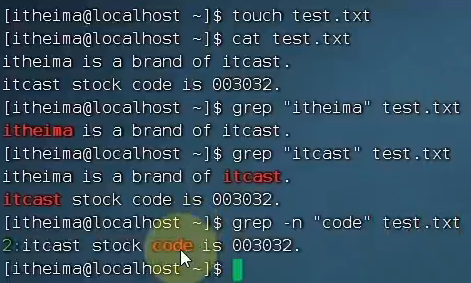 [itheima@localhost ~]$ touch test.txt
[itheima@localhost ~]$ cat test.txt
itheima is a brand of itcast.
itcast stock code is 003032.
[itheima@localhost ~]$ grep "itheima" test.txt
itheima is a brand of itcast.
[itheima@localhost ~]$ grep "itcast" test.txt
itheima is a brand of itcast.
itcast stock code is 003032.
[itheima@localhost ~]$ grep -n "code" test.txt
2:itcast stock code is 003032.
[itheima@localhost ~]$